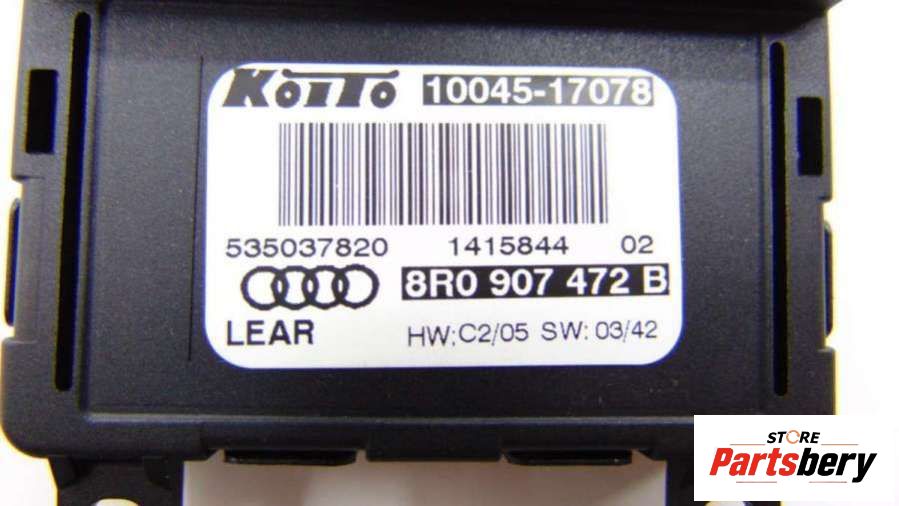 KOITO 10045-17078
535037820 1415844 02
8R0 907 472 B
LEAR HW:C2/05 SW: 03/42
STORE
Partsbery